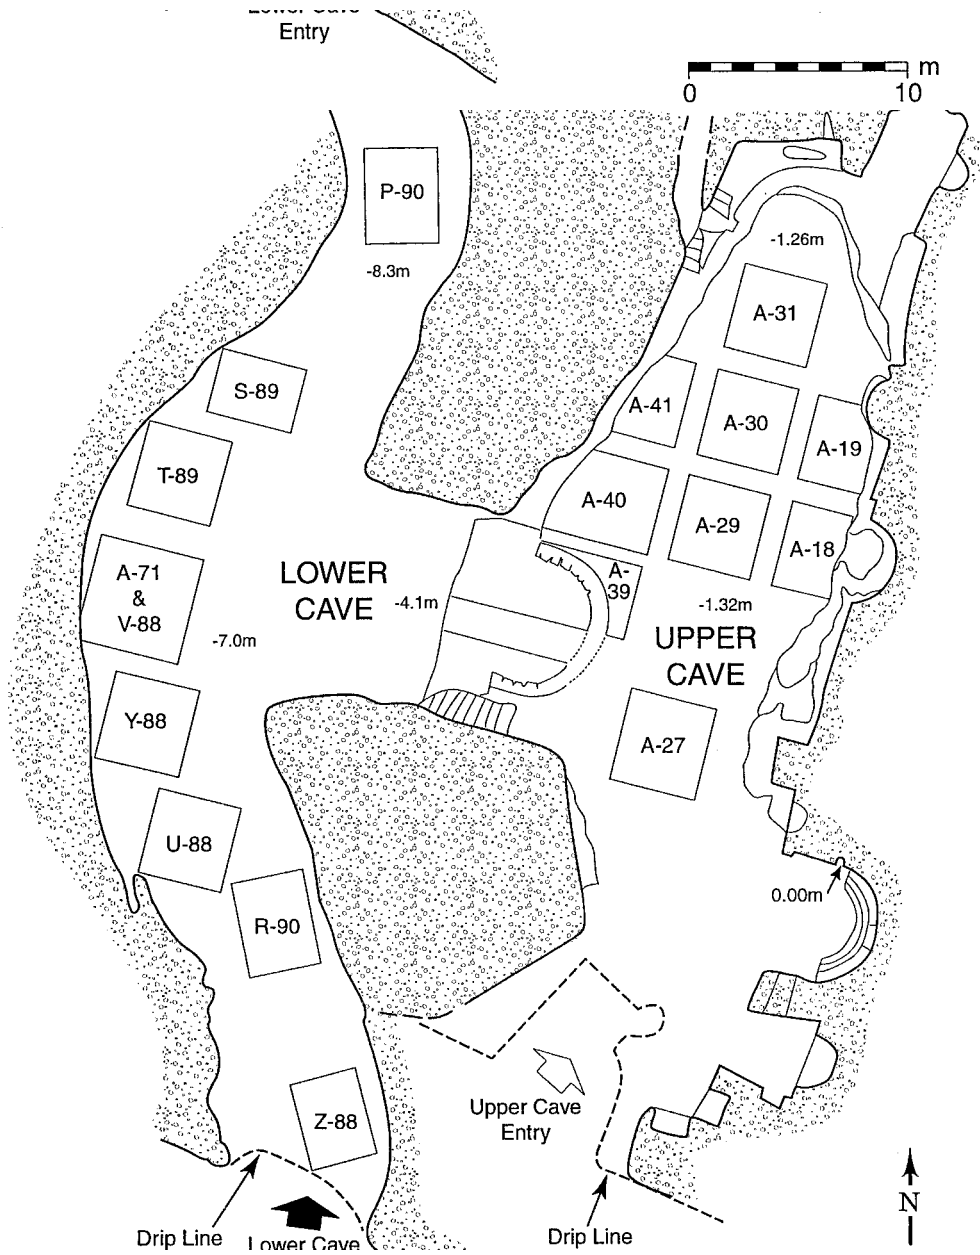 Lower Cave
Entry
m
0
10
P-90
-8.3m
-1.26m
A-31
S-89
A-41
A-30
A-19
T-89
A-40
A-29
A-18
A-71
&
V-88
LOWER
CAVE
-4.1m
A-
39
-1.32m
-7.0m
UPPER
CAVE
Y-88
A-27
U-88
0.00m
R-90
Upper Cave
Entry
Z-88
N
Drip Line
Lower Cave
Drip Line